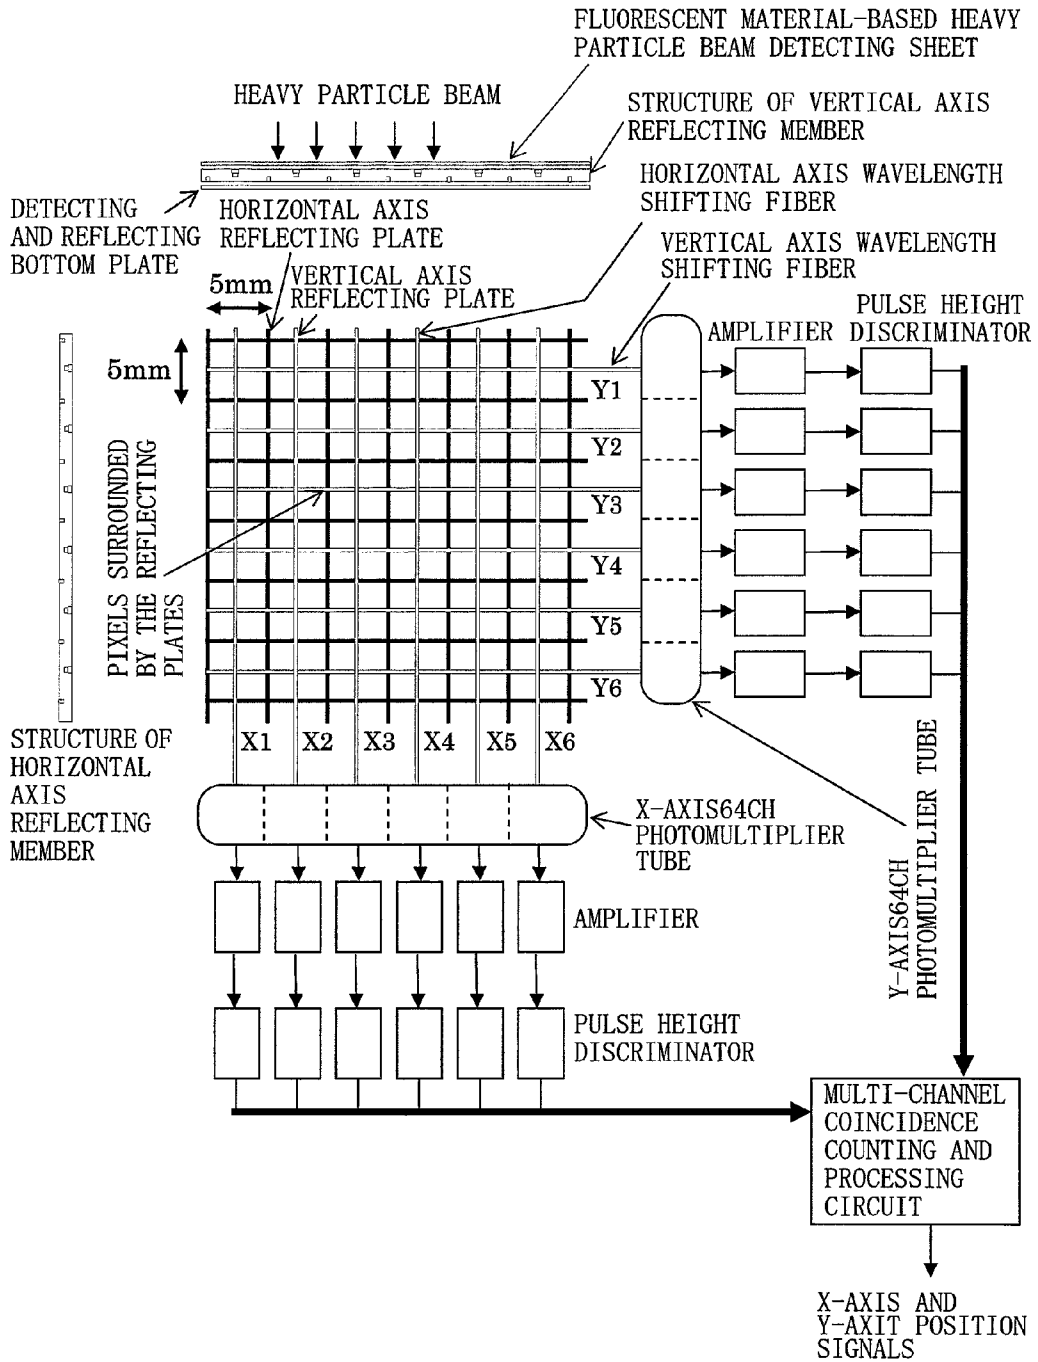 FLUORESCENT MATERIAL-BASED HEAVY
PARTICLE BEAM DETECTING SHEET
HEAVY PARTICLE BEAM
STRUCTURE OF VERTICAL AXIS
REFLECTING MEMBER
HORIZONTAL AXIS WAVELENGTH
SHIFTING FIBER
DETECTING
AND REFLECTING
BOTTOM PLATE
HORIZONTAL AXIS
REFLECTING PLATE
VERTICAL AXIS WAVELENGTH
SHIFTING FIBER
5mm
VERTICAL AXIS
REFLECTING PLATE
AMPLIFIER
PULSE HEIGHT
DISCRIMINATOR
5mm
Y1
Y2
Y3
Y4
Y5
Y6
PIXELS SURROUNDED
BY THE REFLECTING
PLATES
X1
X2
X3
X4
X5
X6
STRUCTURE OF
HORIZONTAL
AXIS
REFLECTING
MEMBER
X-AXIS64CH
PHOTOMULTIPLIER
TUBE
Y-AXIS64CH
PHOTOMULTIPLIER TUBE
AMPLIFIER
PULSE HEIGHT
DISCRIMINATOR
MULTI-CHANNEL
COINCIDENCE
COUNTING AND
PROCESSING
CIRCUIT
X-AXIS AND
Y-AXIT POSITION
SIGNALS